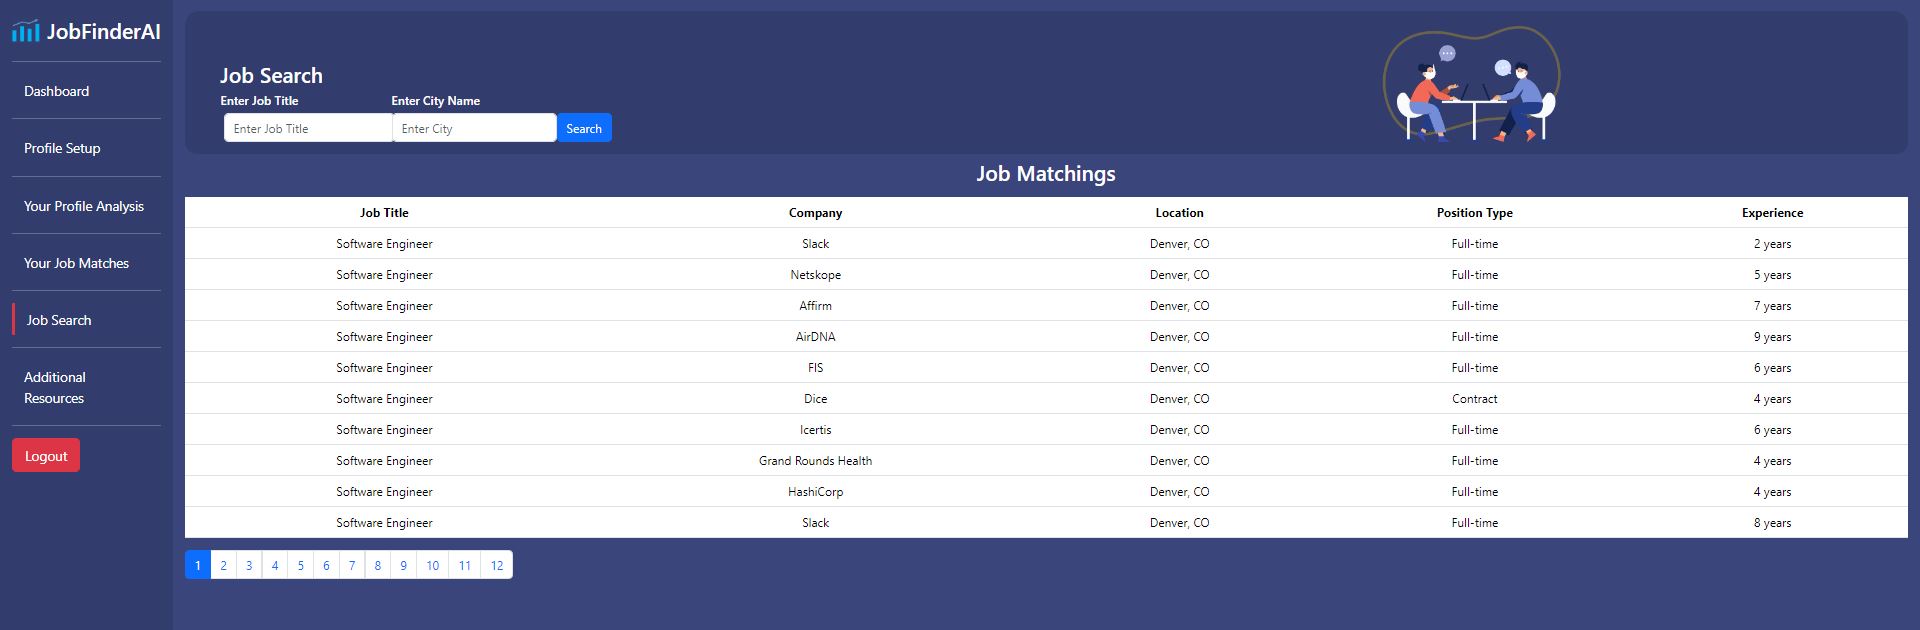 JobFinderAI
Dashboard
Profile Setup
Your Profile Analysis
Your Job Matches
Job Search
Additional
Resources
Logout
Job Search
Enter Job Title Enter City Name
Enter Job Title Enter City Search
Job Matchings
Job Title Company Location Position Type Experience
Software Engineer Slack Denver, CO Full-time 2 years
Software Engineer Netskope Denver, CO Full-time 5 years
Software Engineer Affirm Denver, CO Full-time 7 years
Software Engineer AirDNA Denver, CO Full-time 9 years
Software Engineer FIS Denver, CO Full-time 6 years
Software Engineer Dice Denver, CO Contract 4 years
Software Engineer Icertis Denver, CO Full-time 6 years
Software Engineer Grand Rounds Health Denver, CO Full-time 4 years
Software Engineer HashiCorp Denver, CO Full-time 4 years
Software Engineer Slack Denver, CO Full-time 8 years
1 2 3 4 5 6 7 8 9 10 11 12